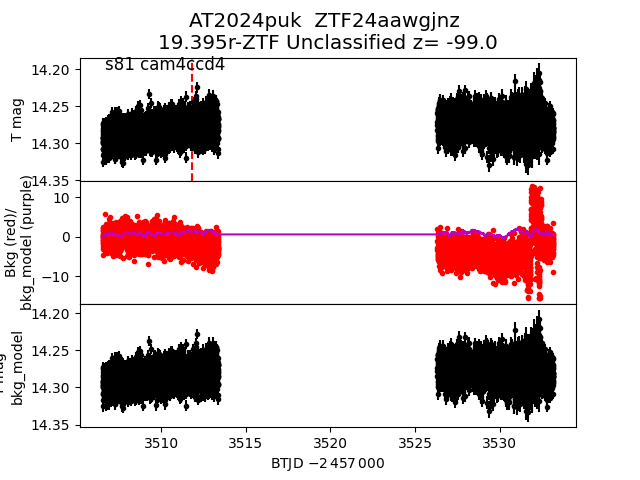 AT2024puk  ZTF24aawgjnz
19.395r-ZTF Unclassified z= -99.0
s81 cam4ccd4
14.20
14.25
14.30
14.35
T mag
10
0
−10
Bkg (red)/
bkg_model (purple)
14.20
14.25
14.30
14.35
mag
bkg_model
3510
3515
3520
3525
3530
BTJD −2 457 000